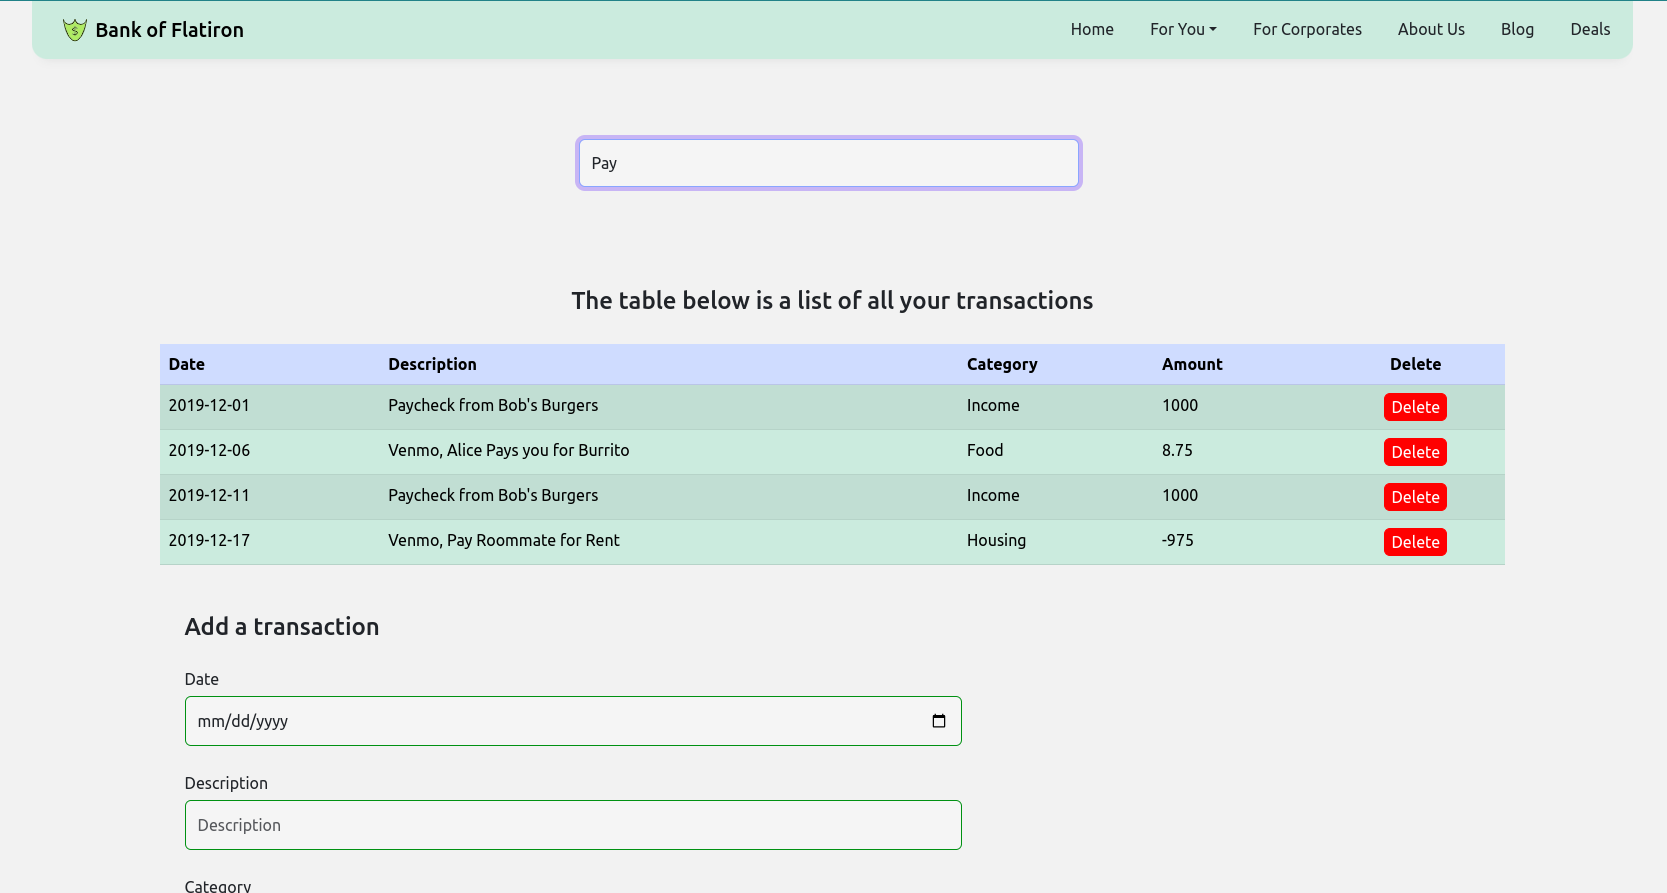 Bank of Flatiron Home For You For Corporates About Us Blog Deals
Pay
The table below is a list of all your transactions
Date Description Category Amount Delete
2019-12-01 Paycheck from Bob's Burgers Income 1000 Delete
2019-12-06 Venmo, Alice Pays you for Burrito Food 8.75 Delete
2019-12-11 Paycheck from Bob's Burgers Income 1000 Delete
2019-12-17 Venmo, Pay Roommate for Rent Housing -975 Delete
Add a transaction
Date
mm/dd/yyyy
Description
Description
Category